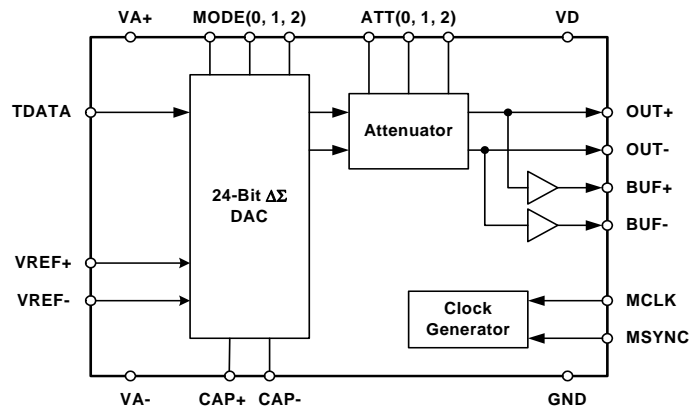 VA+
MODE(0, 1, 2)
ATT(0, 1, 2)
VD
TDATA
OUT+
Attenuator
OUT-
24-Bit ΔΣ
DAC
BUF+
BUF-
VREF+
VREF-
Clock
Generator
MCLK
MSYNC
VA-
CAP+
CAP-
GND